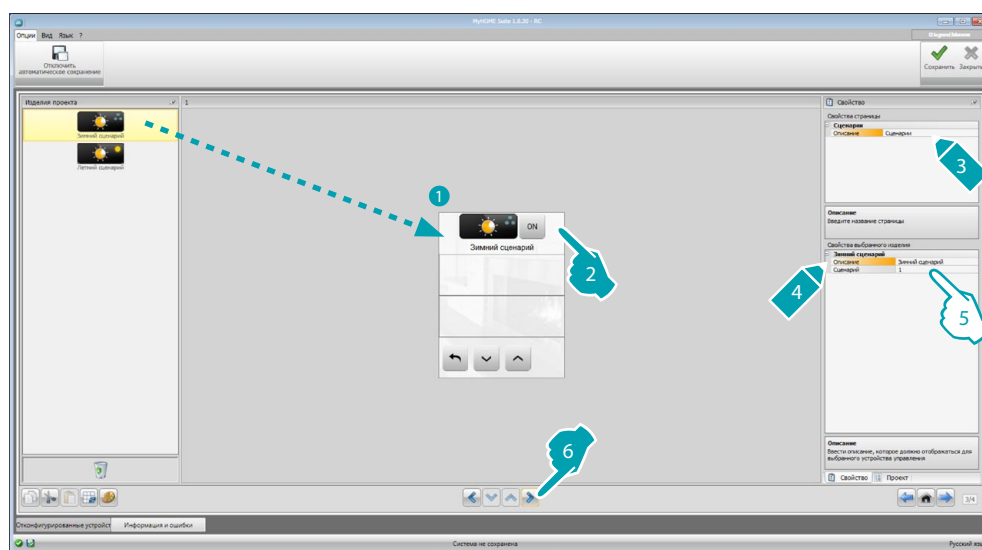 MyHOME Suite 1.0.20 - RC
Опции Вид Язык ?
Отключить
автоматическое сохранение
Сохранить Закрыть
Изделия проекта
Зимний сценарий
Летний сценарий
1
1
ON
Зимний сценарий
2
Свойство
Свойства страницы
Сценарии
Описание Сценарии
3
Описание
Введите название страницы
Свойства выбранного изделия
Зимний сценарий
Описание Зимний сценарий
Сценарий 1
4
5
6
Описание
Ввести описание, которое должно отображаться для
выбранного устройства управления
Свойство Проект
3/4
Отконфигурированные устройст Информация и ошибки
Система не сохранена
Русский яз